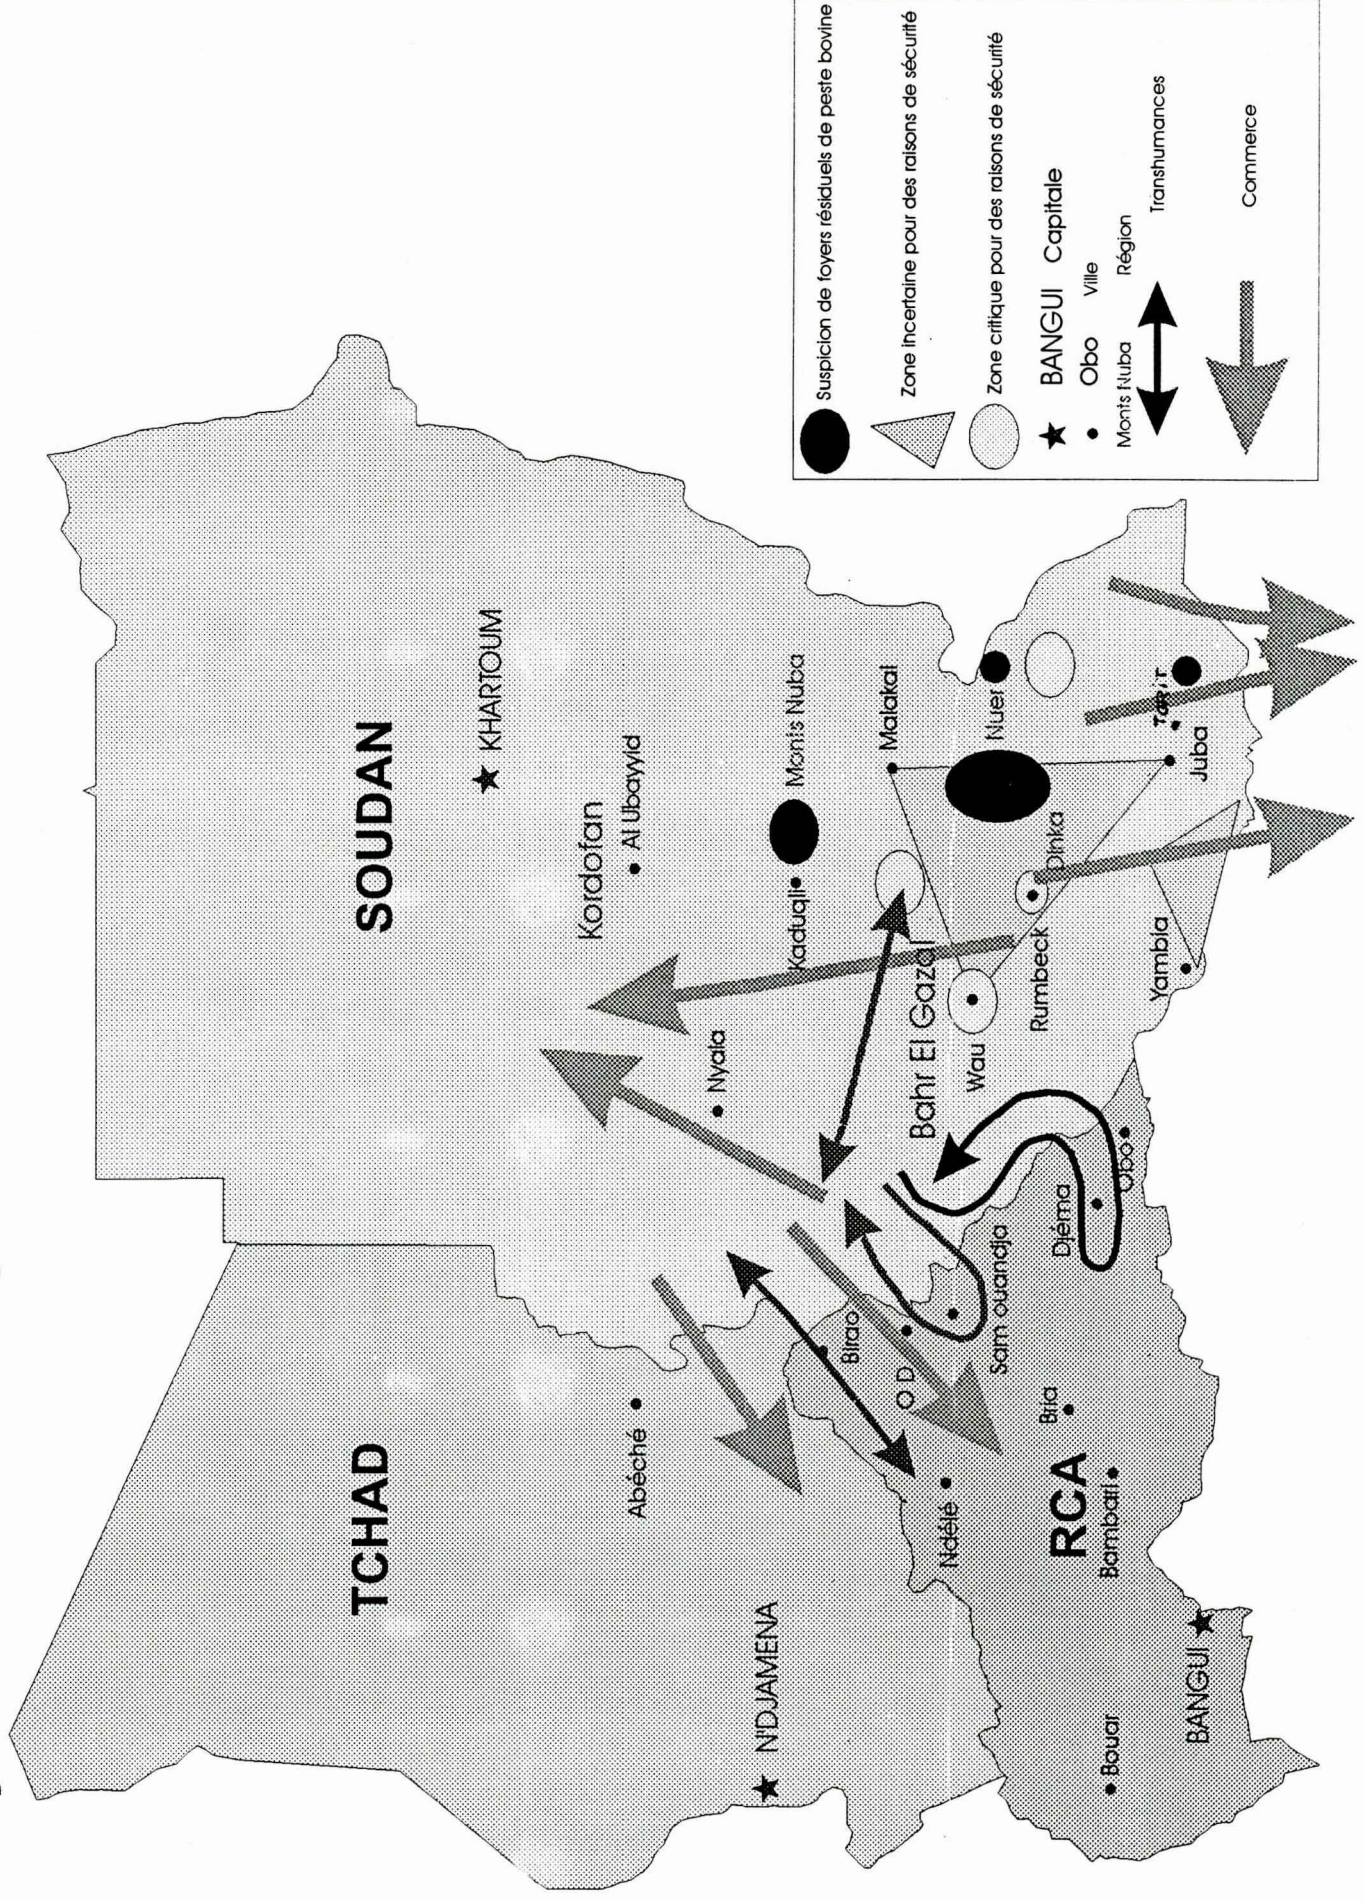 TCHAD
SOUDAN
KHARTOUM
Kordofan
Al Ubayyid
Abéché
Nyala
Monts Nuba
Kaduqli
N'DJAMENA
Birao
Malakai
O D
Bahr El Gazal
Ndélé
Sam ouandja
Wau
Nuer
Rumbeck
Dinka
RCA
Bria
Djéma
Bambari
Obo
Yambia
Juba
Bouar
BANGUI
Suspicion de foyers résiduels de peste bovine
Zone incertaine pour des raisons de sécurité
Zone critique pour des raisons de sécurité
BANGUI Capitale
Obo Ville
Monts Nuba Région
Transhumances
Commerce